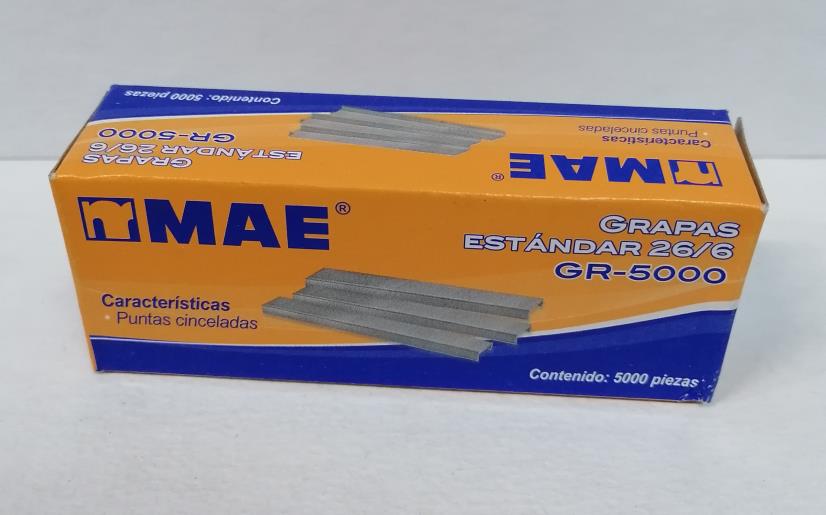 Contenido: 5000 piezas
GRAPAS
ESTÁNDAR 26/6
GR-5000
Características
• Puntas cinceladas
MAE®
MAE®
GRAPAS
ESTÁNDAR 26/6
GR-5000
Características
• Puntas cinceladas
Contenido: 5000 piezas